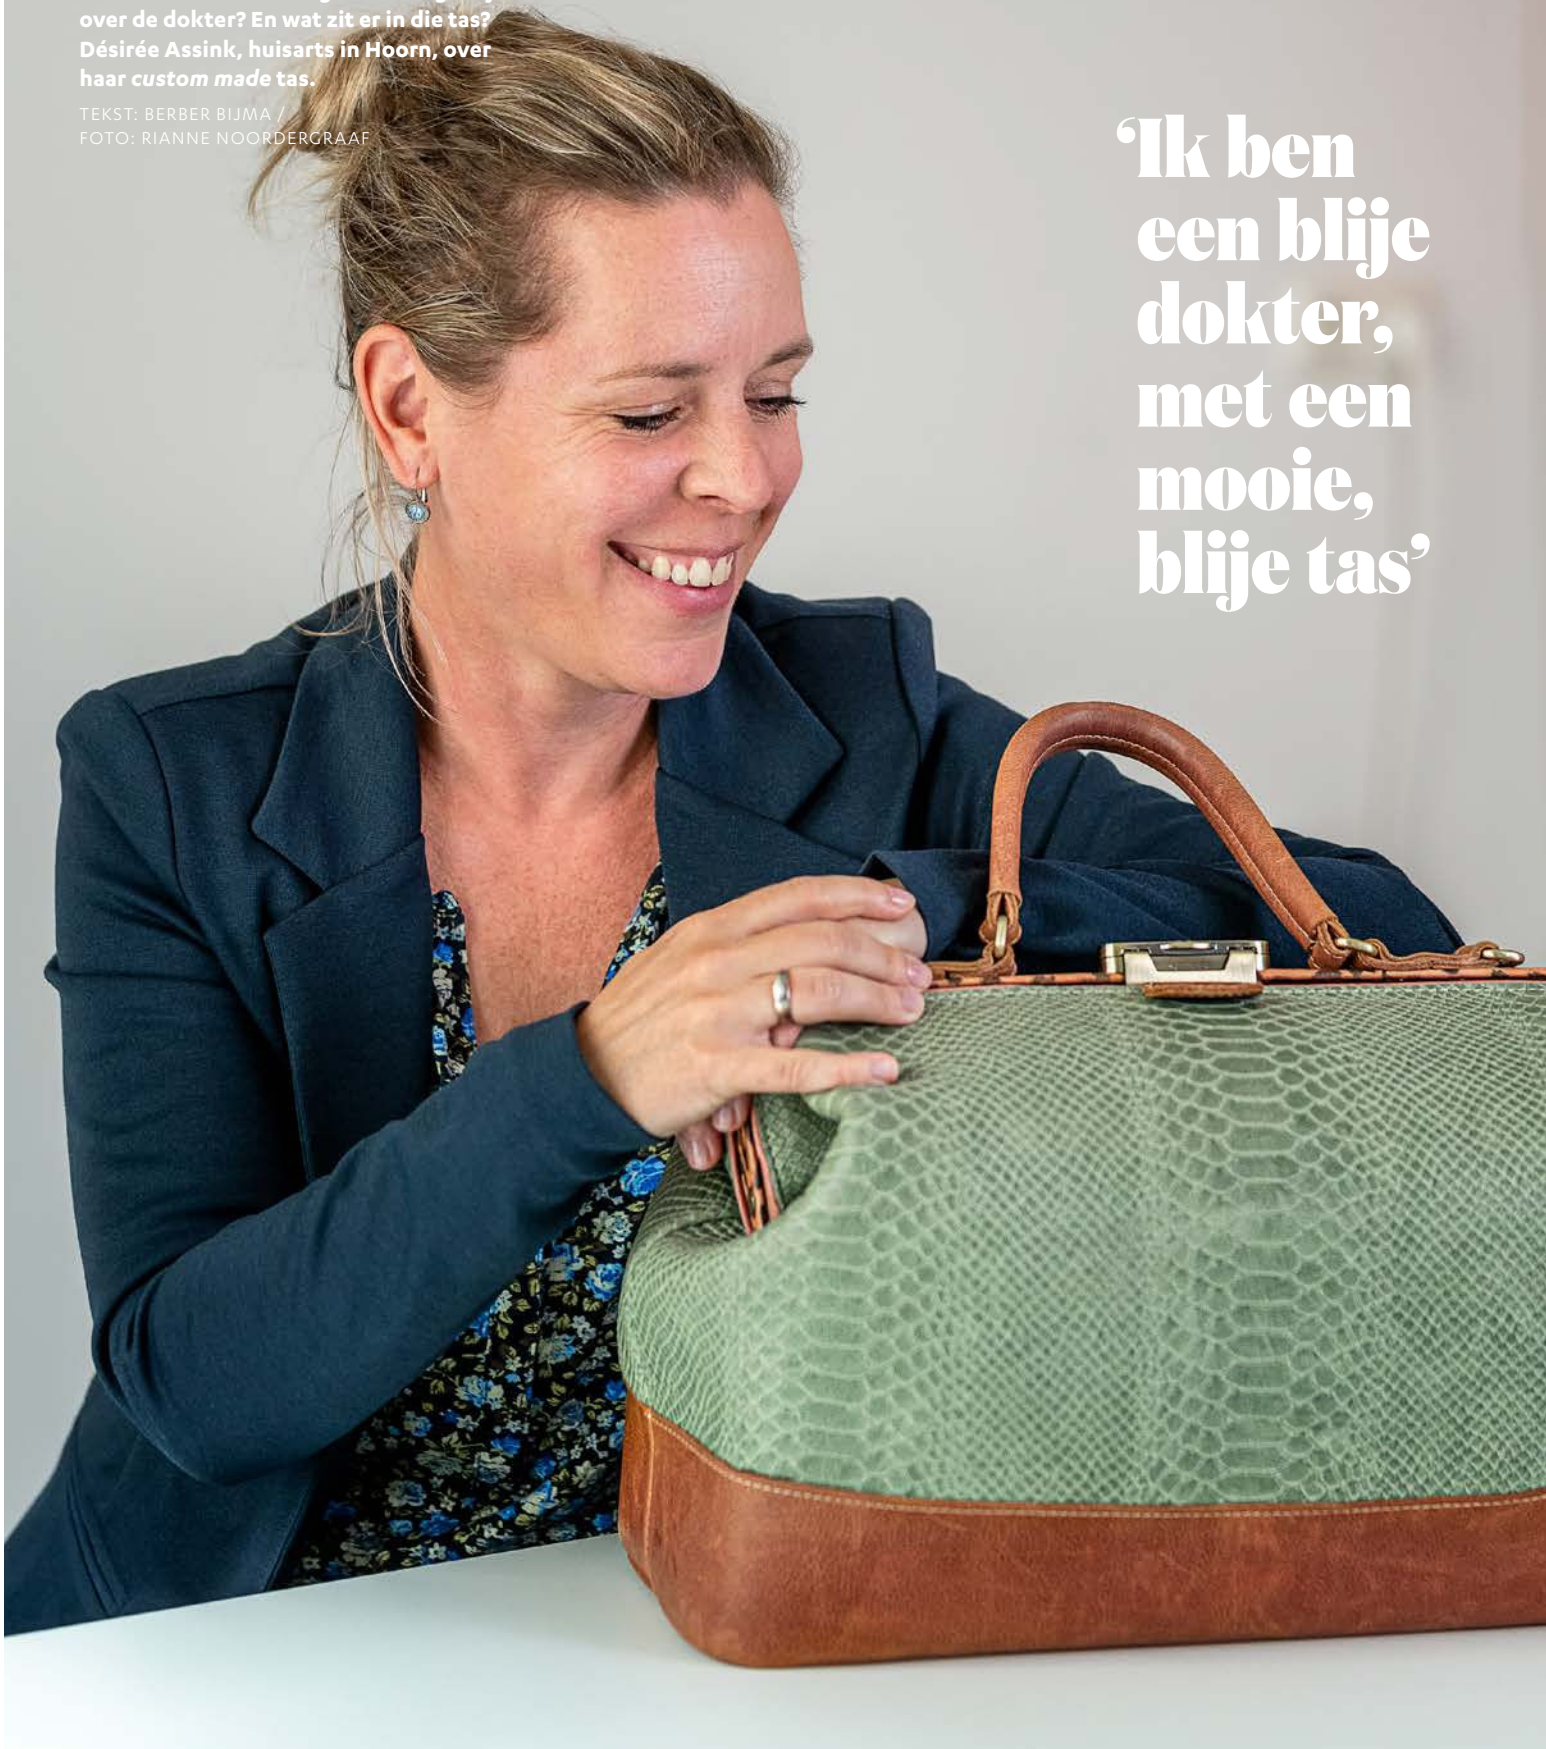 over de dokter? En wat zit er in die tas?
Désirée Assink, huisarts in Hoorn, over
haar custom made tas.
TEKST: BERBER BIJMA /
FOTO: RIANNE NOORDERGRAAF
‘Ik ben
een blije
dokter,
met een
mooie,
blije tas’